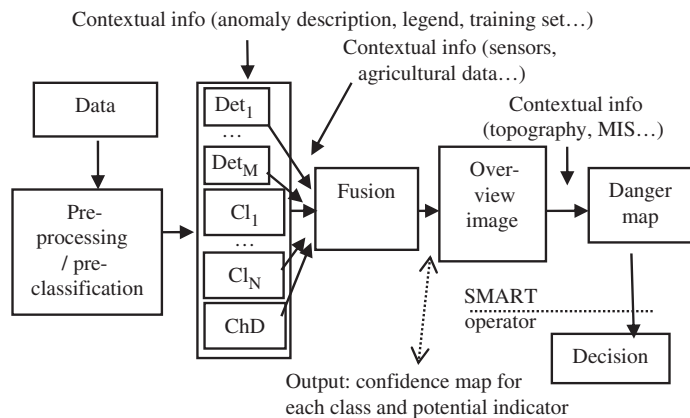 Contextual info (anomaly description, legend, training set…)
Contextual info (sensors,
agricultural data…)
Data
Det1
…
DetM
Cl1
…
ClN
ChD
Pre-
processing
/ pre-
classification
Fusion
Over-
view
image
Contextual info
(topography, MIS…)
Danger
map
SMART
operator
Decision
Output: confidence map for
each class and potential indicator